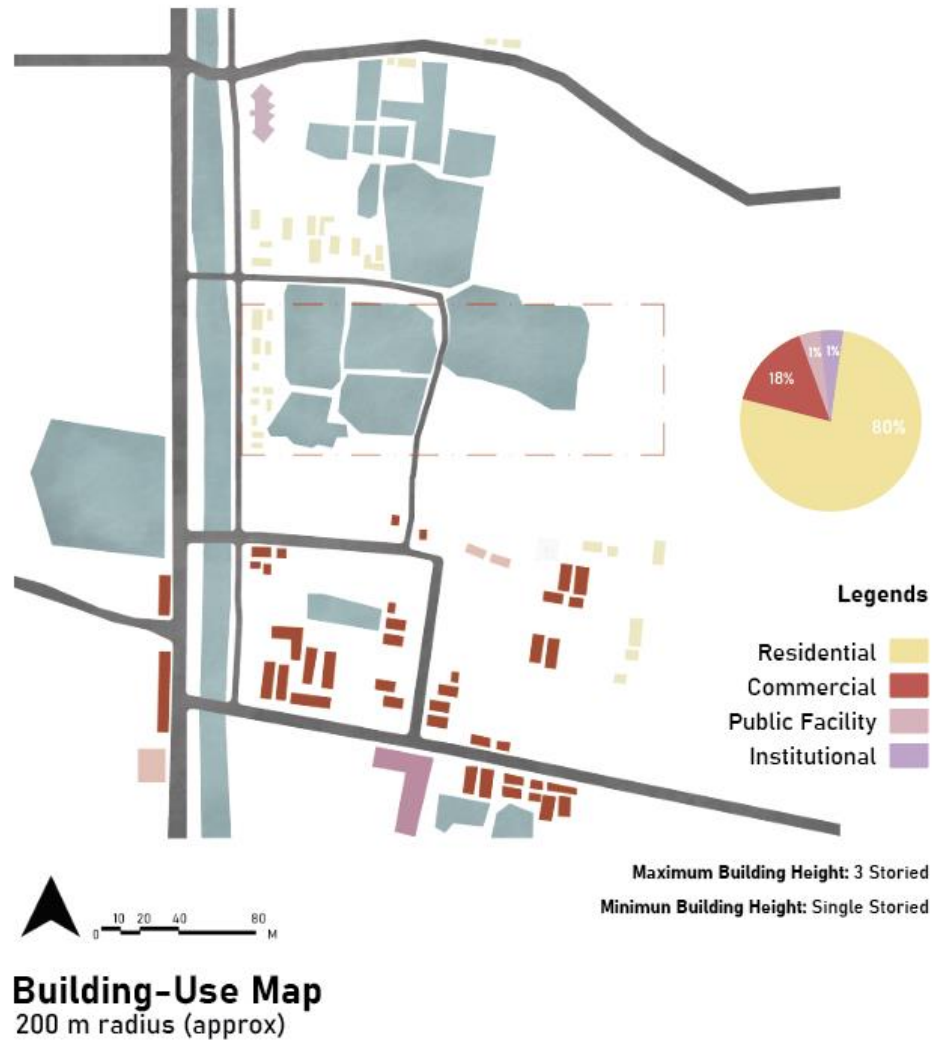 18%
1%
1%
80%
Legends
Residential
Commercial
Public Facility
Institutional
Maximum Building Height: 3 Storied
Minimun Building Height: Single Storied
10 20 40 80
0 M
Building-Use Map
200 m radius (approx)